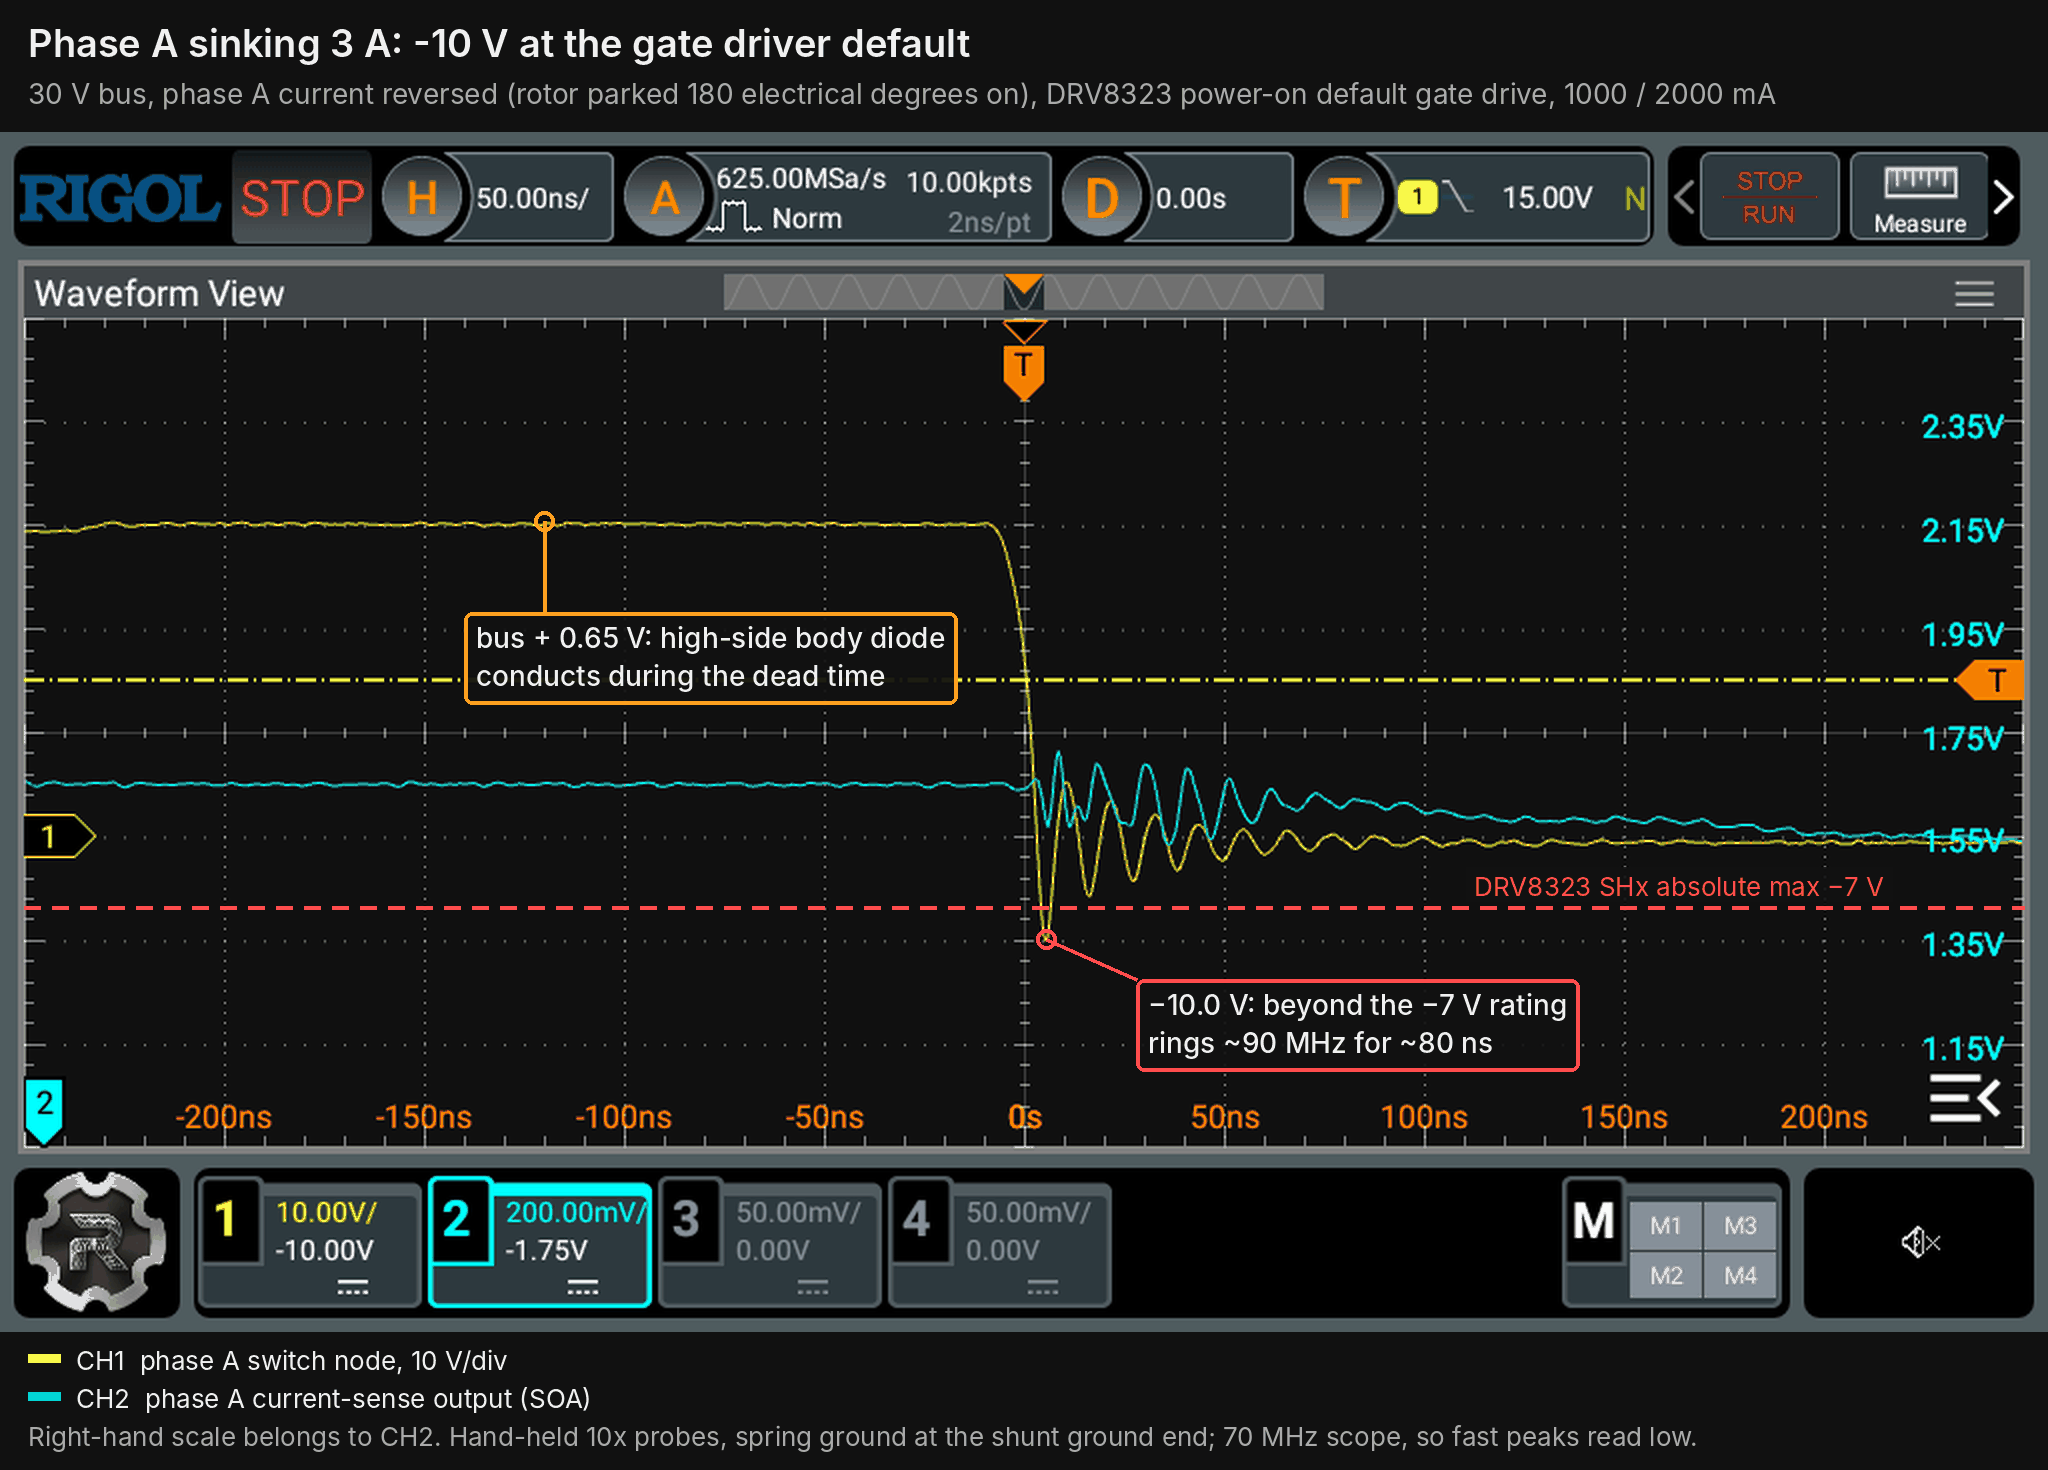 Phase A sinking 3 A: -10 V at the gate driver default
30 V bus, phase A current reversed (rotor parked 180 electrical degrees on), DRV8323 power-on default gate drive, 1000 / 2000 mA
RIGOL STOP H 50.00ns/ A 625.00MSa/s 10.00kpts D 0.00s T 1 15.00V N STOP Measure
Norm 2ns/pt RUN
Waveform View
T
2.35V
2.15V
bus + 0.65 V: high-side body diode
conducts during the dead time
1.95V
T
1.75V
1
1.55V
DRV8323 SHx absolute max −7 V
1.35V
−10.0 V: beyond the −7 V rating
rings ~90 MHz for ~80 ns
1.15V
2
-200ns -150ns -100ns -50ns 0s 50ns 100ns 150ns 200ns
1 10.00V/ 2 200.00mV/ 3 50.00mV/ 4 50.00mV/ M M1 M3
-10.00V -1.75V 0.00V 0.00V M2 M4
R
CH1 phase A switch node, 10 V/div
CH2 phase A current-sense output (SOA)
Right-hand scale belongs to CH2. Hand-held 10x probes, spring ground at the shunt ground end; 70 MHz scope, so fast peaks read low.